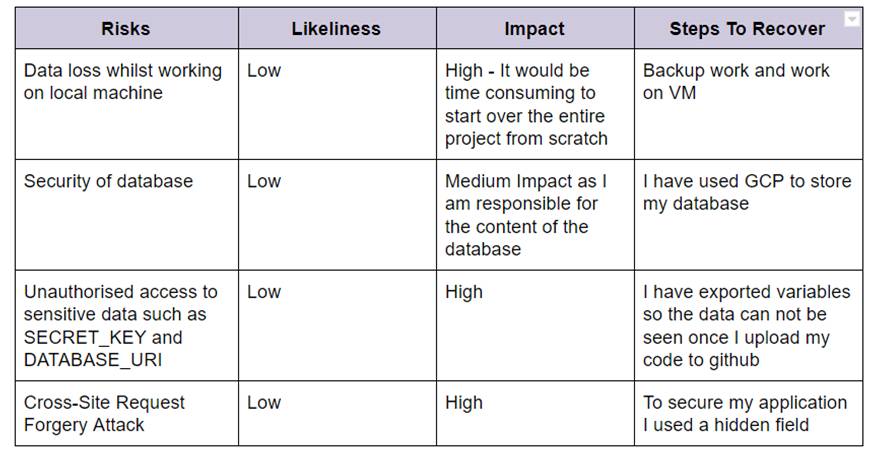 Risks Likeliness Impact Steps To Recover
Data loss whilst working Low High - It would be Backup work and work
on local machine time consuming to on VM
start over the entire
project from scratch
Security of database Low Medium Impact as I I have used GCP to store
am responsible for my database
the content of the
database
Unauthorised access to Low High I have exported variables
sensitive data such as so the data can not be
SECRET_KEY and seen once I upload my
DATABASE_URI code to github
Cross-Site Request Low High To secure my application
Forgery Attack I used a hidden field